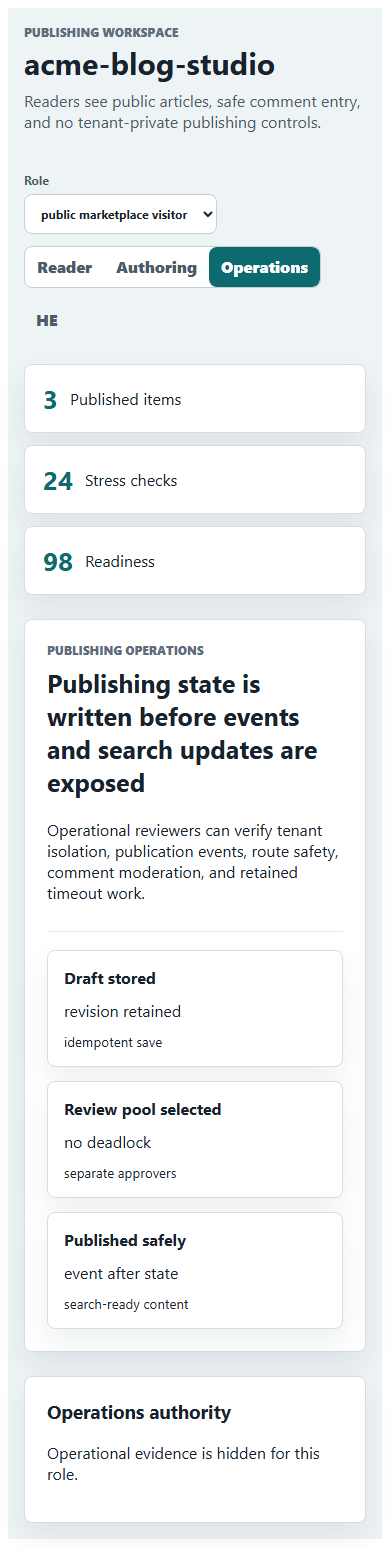 PUBLISHING WORKSPACE
acme-blog-studio
Readers see public articles, safe comment entry,
and no tenant-private publishing controls.
Role
public marketplace visitor
Reader Authoring Operations
HE
3 Published items
24 Stress checks
98 Readiness
PUBLISHING OPERATIONS
Publishing state is
written before events
and search updates are
exposed
Operational reviewers can verify tenant
isolation, publication events, route safety,
comment moderation, and retained
timeout work.
Draft stored
revision retained
idempotent save
Review pool selected
no deadlock
separate approvers
Published safely
event after state
search-ready content
Operations authority
Operational evidence is hidden for this
role.